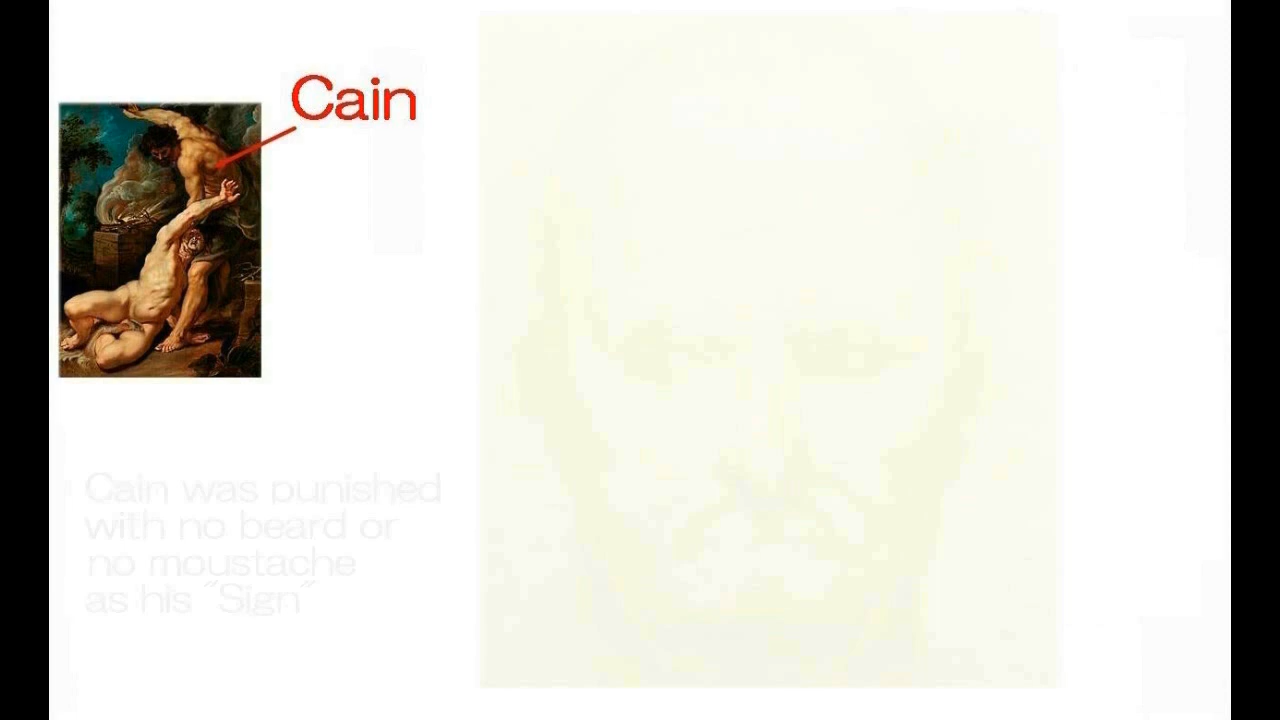 Cain
Cain was punished
with no beard or
no moustache
as his "Sign"